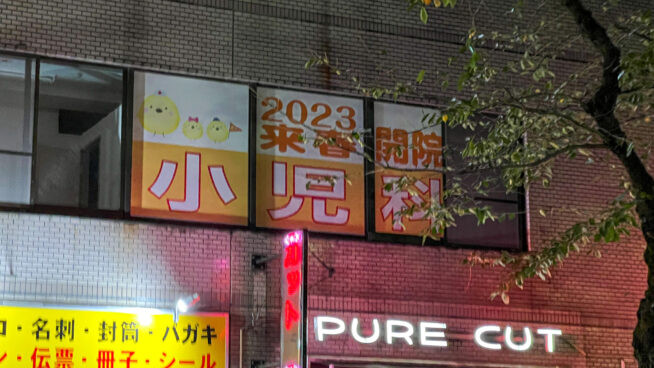 2023
来春 開院
小児科
PURE CUT
・名刺・封筒・ハガキ
・伝票・冊子・シール